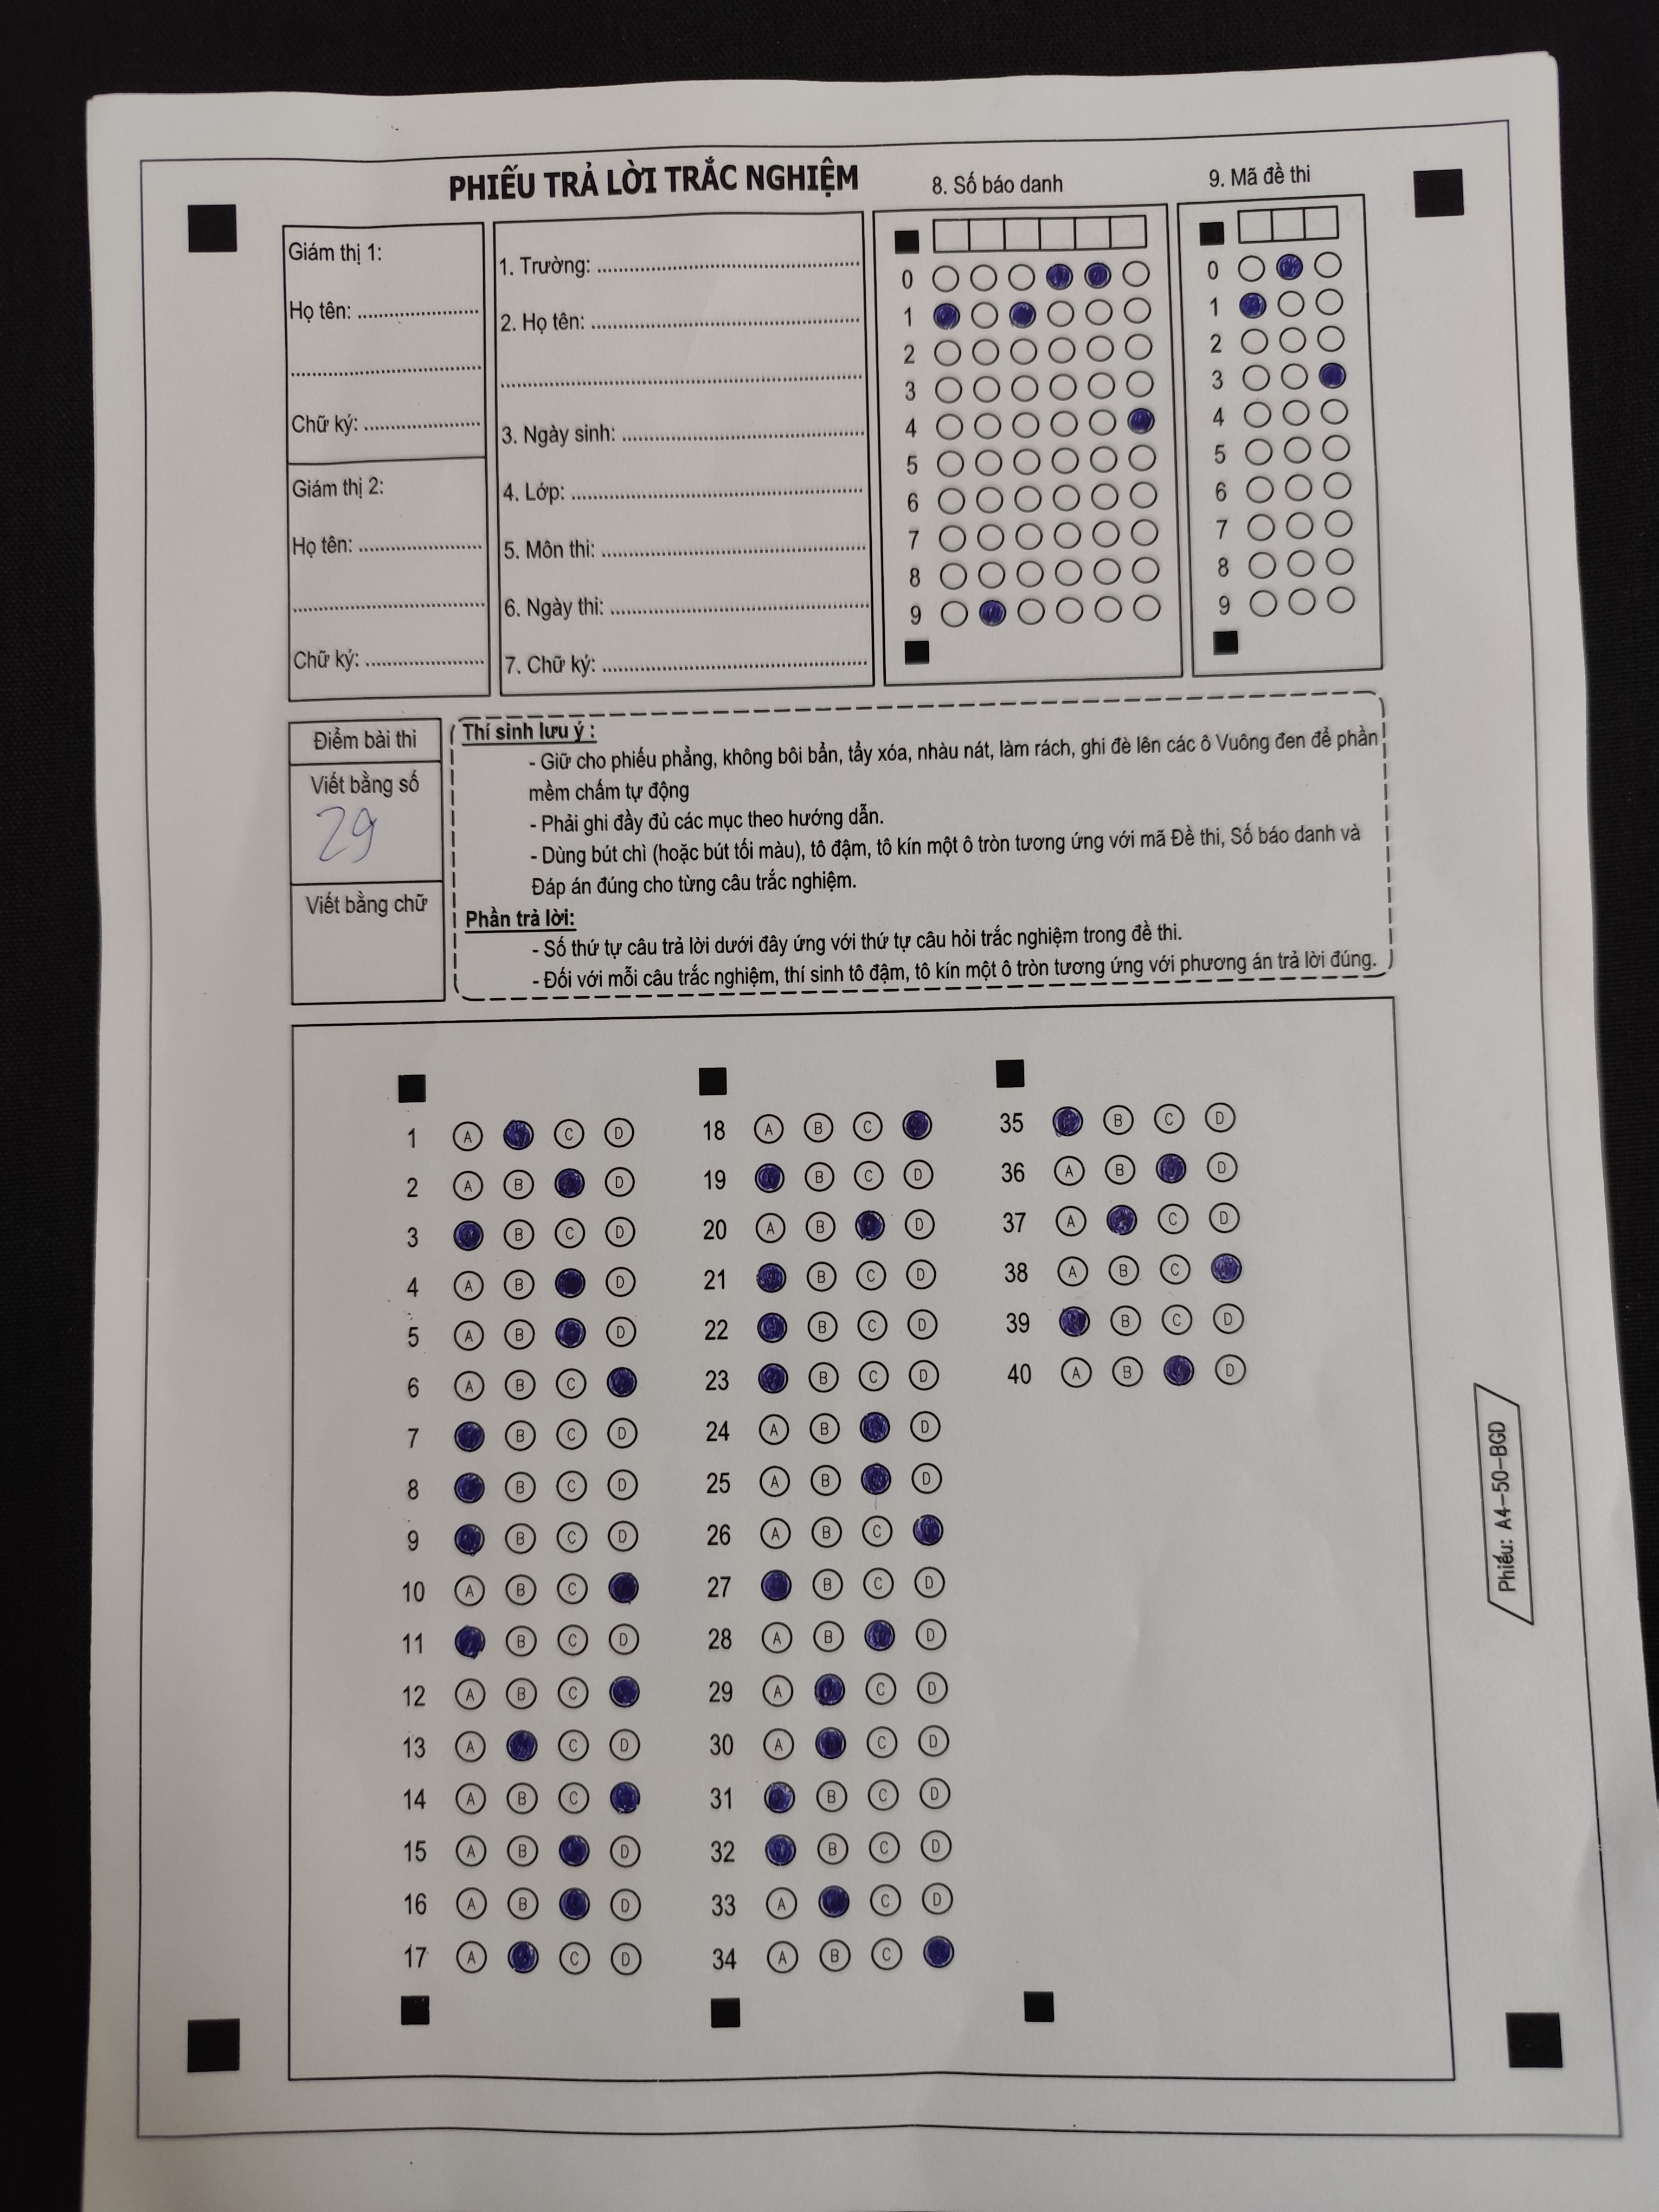 PHIẾU TRẢ LỜI TRẮC NGHIỆM
8. Số báo danh
9. Mã đề thi
Giám thị 1:
Họ tên: ........................
........................
Chữ ký: ........................
Giám thị 2:
Họ tên: ........................
........................
Chữ ký: ........................
1. Trường: ........................
2. Họ tên: ........................
........................
3. Ngày sinh: ........................
4. Lớp: ........................
5. Môn thi: ........................
6. Ngày thi: ........................
7. Chữ ký: ........................
0
1
2
3
4
5
6
7
8
9
0
1
2
3
4
5
6
7
8
9
Điểm bài thi
Viết bằng số
29
Viết bằng chữ
Thí sinh lưu ý :
- Giữ cho phiếu phẳng, không bôi bẩn, tẩy xóa, nhàu nát, làm rách, ghi đè lên các ô Vuông đen để phần
mềm chấm tự động
- Phải ghi đầy đủ các mục theo hướng dẫn.
- Dùng bút chì (hoặc bút tối màu), tô đậm, tô kín một ô tròn tương ứng với mã Đề thi, Số báo danh và
Đáp án đúng cho từng câu trắc nghiệm.
Phần trả lời:
- Số thứ tự câu trả lời dưới đây ứng với thứ tự câu hỏi trắc nghiệm trong đề thi.
- Đối với mỗi câu trắc nghiệm, thí sinh tô đậm, tô kín một ô tròn tương ứng với phương án trả lời đúng.
1 A C D
2 A B D
3 B C D
4 A B D
5 A B D
6 A B C
7 B C D
8 B C D
9 B C D
10 A B C
11 B C D
12 A B C
13 A C D
14 A B C
15 A B D
16 A B D
17 A C D
18 A B C
19 B C D
20 A B D
21 B C D
22 B C D
23 B C D
24 A B D
25 A B D
26 A B C
27 B C D
28 A B D
29 A C D
30 A C D
31 B C D
32 B C D
33 A C D
34 A B C
35 B C D
36 A B D
37 A C D
38 A B C
39 B C D
40 A B D
Phiếu: A4-50-BGD